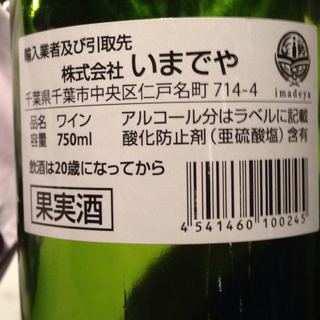 輸入業者及び引取先
株式会社 いまでや
imadeya
千葉県千葉市中央区仁戸名町 714-4
品名 ワイン アルコール分はラベルに記載
容量 750ml 酸化防止剤(亜硫酸塩)含有
飲酒は20歳になってから
果実酒
4 541460 100245